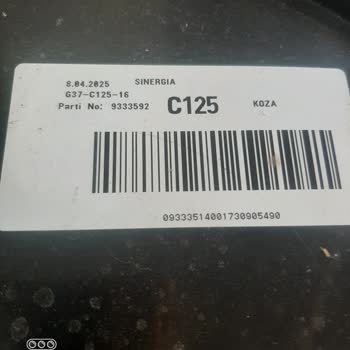 8.04.2025 SINERGIA
G37-C125-16
Parti No: 9333592 C125 KOZA
09333514001730905490